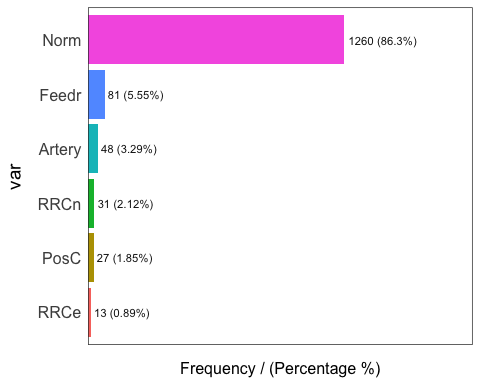 Norm 1260 (86.3%)
Feedr 81 (5.55%)
Artery 48 (3.29%)
var
RRCn 31 (2.12%)
PosC 27 (1.85%)
RRCe 13 (0.89%)
Frequency / (Percentage %)